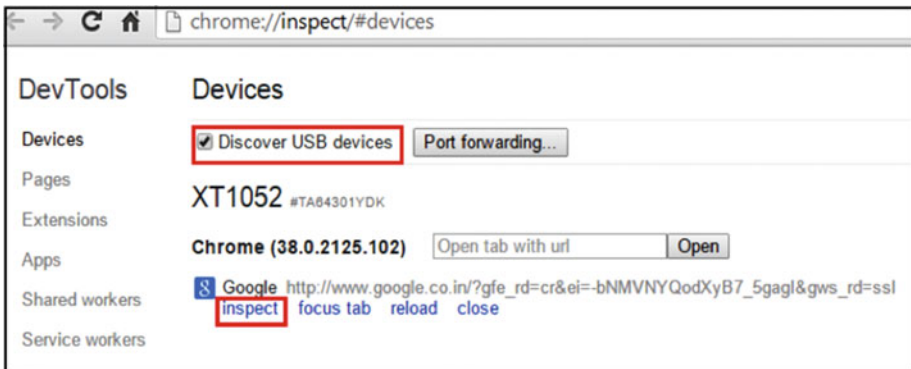 chrome://inspect/#devices
DevTools
Devices
Devices
Discover USB devices
Port forwarding...
Pages
XT1052 #TA64301YDK
Extensions
Chrome (38.0.2125.102)
Open tab with url
Open
Apps
8 Google http://www.google.co.in/?gfe_rd=cr&ei=-bNMVNYQodXyB7_5gagI&gws_rd=ssl
Shared workers
inspect focus tab reload close
Service workers